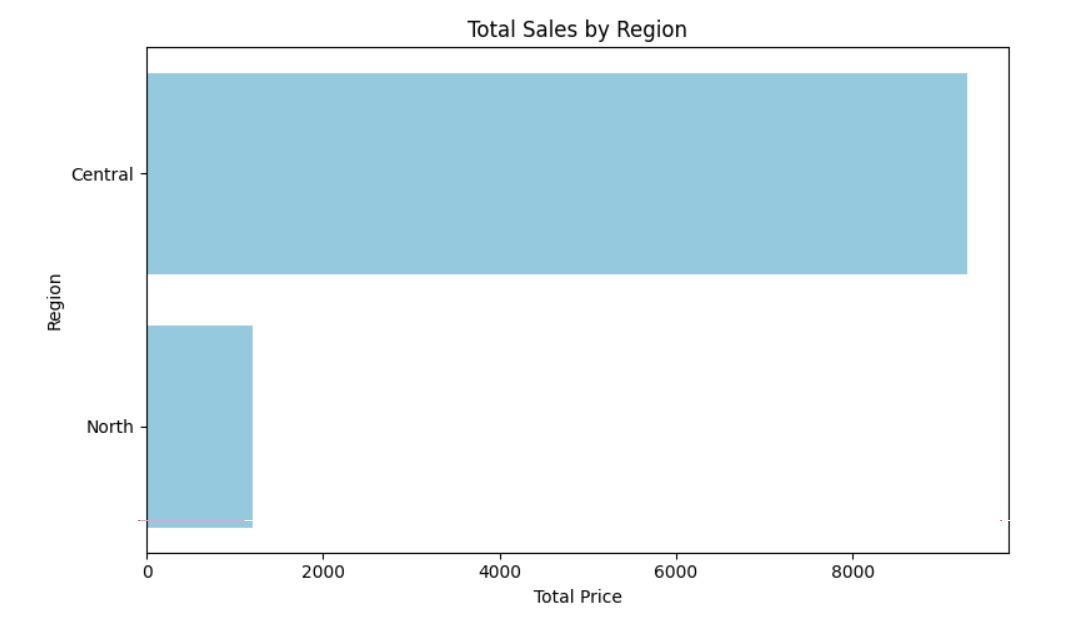 Total Sales by Region
Central
Region
North
0 2000 4000 6000 8000
Total Price